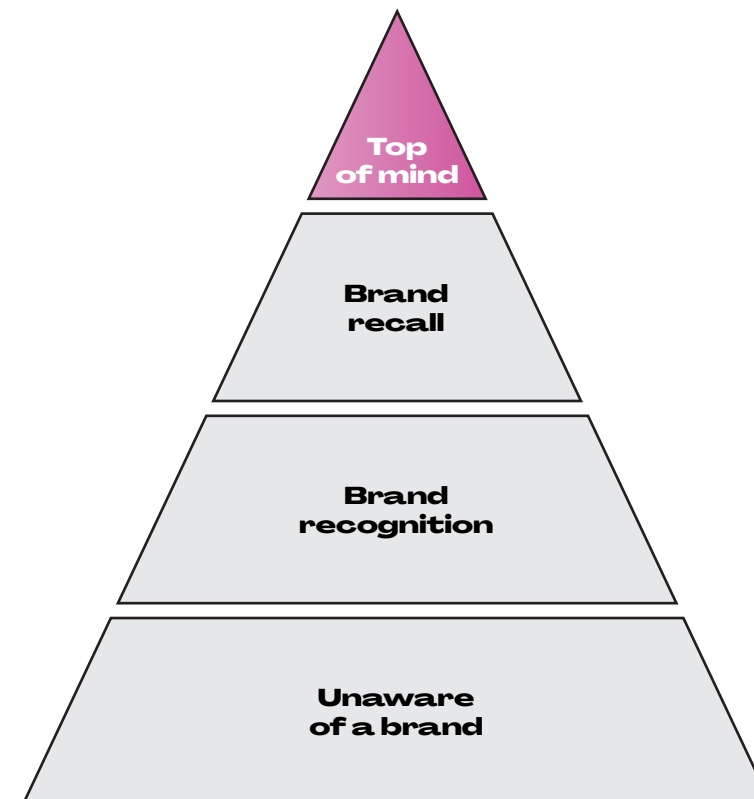 Top
of mind
Brand
recall
Brand
recognition
Unaware
of a brand